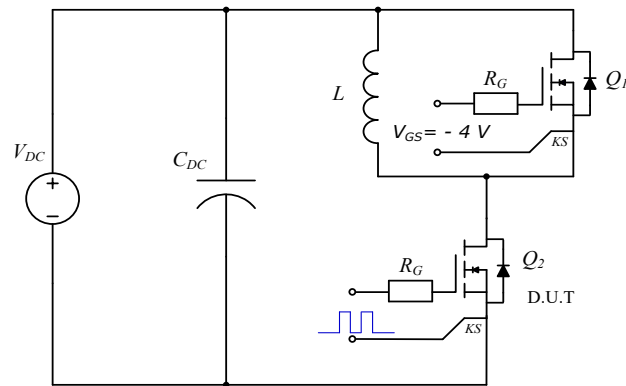 L
R_G
Q_1
V_GS = - 4 V
KS
V_DC
+
−
C_DC
R_G
Q_2
D.U.T
KS